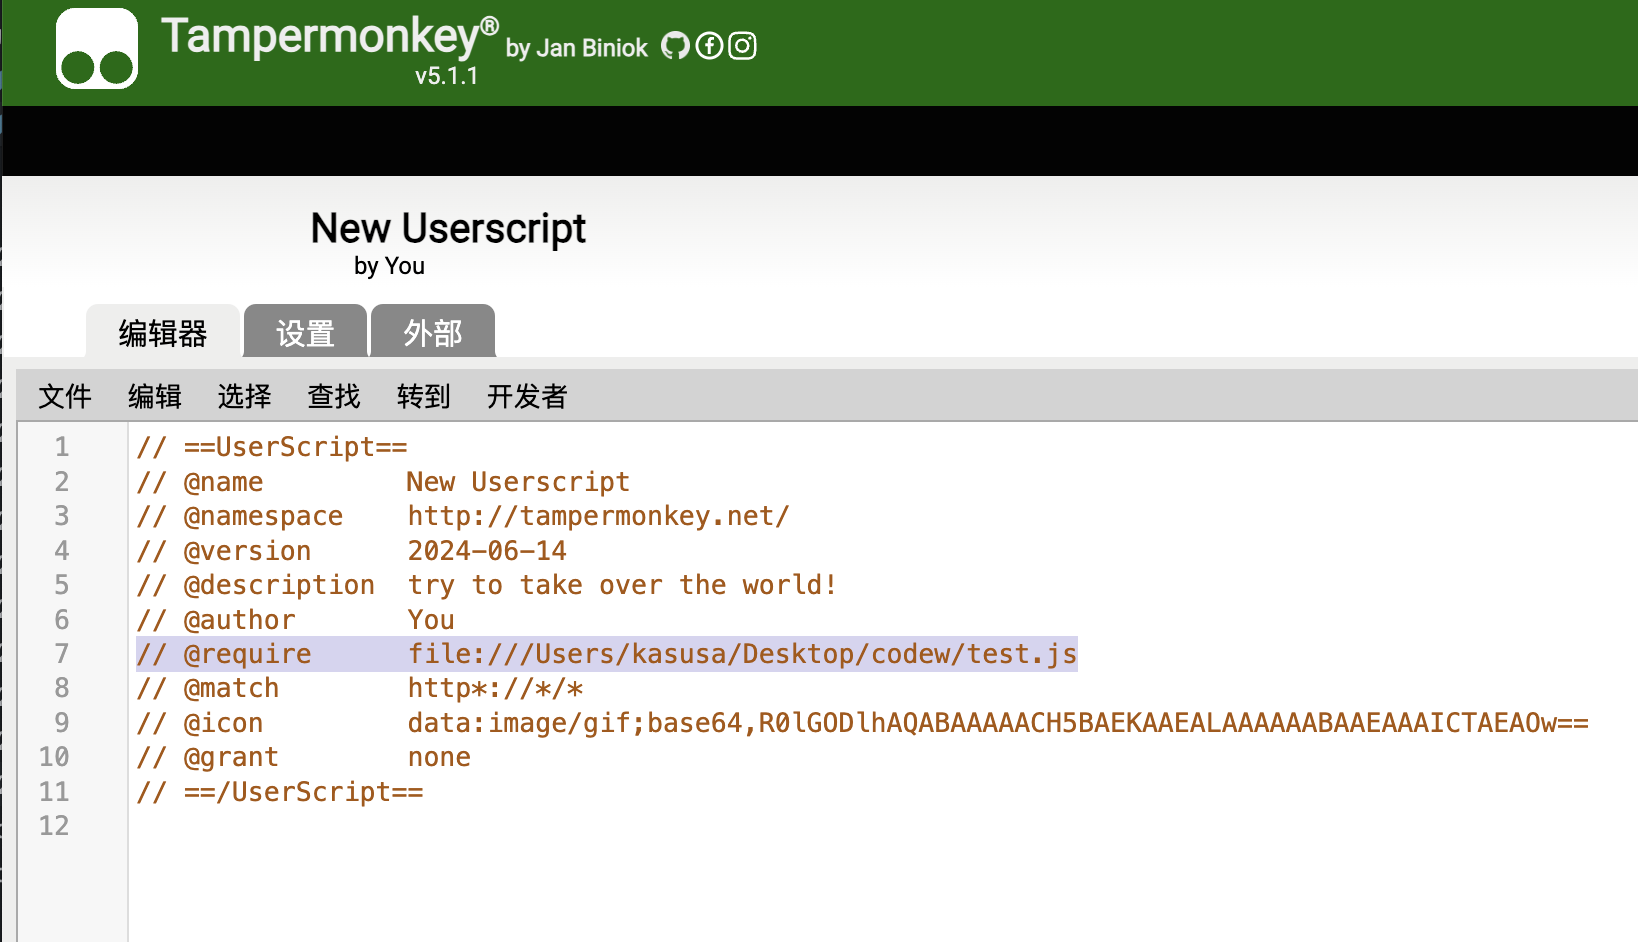 Tampermonkey® by Jan Biniok
v5.1.1
New Userscript
by You
编辑器 设置 外部
文件 编辑 选择 查找 转到 开发者
1 // ==UserScript==
2 // @name New Userscript
3 // @namespace http://tampermonkey.net/
4 // @version 2024-06-14
5 // @description try to take over the world!
6 // @author You
7 // @require file:///Users/kasusa/Desktop/codew/test.js
8 // @match http*://*/*
9 // @icon data:image/gif;base64,R0lGODlhAQABAAAAACH5BAEKAAEALAAAAAABAAEAAAICTAEAOw==
10 // @grant none
11 // ==/UserScript==
12